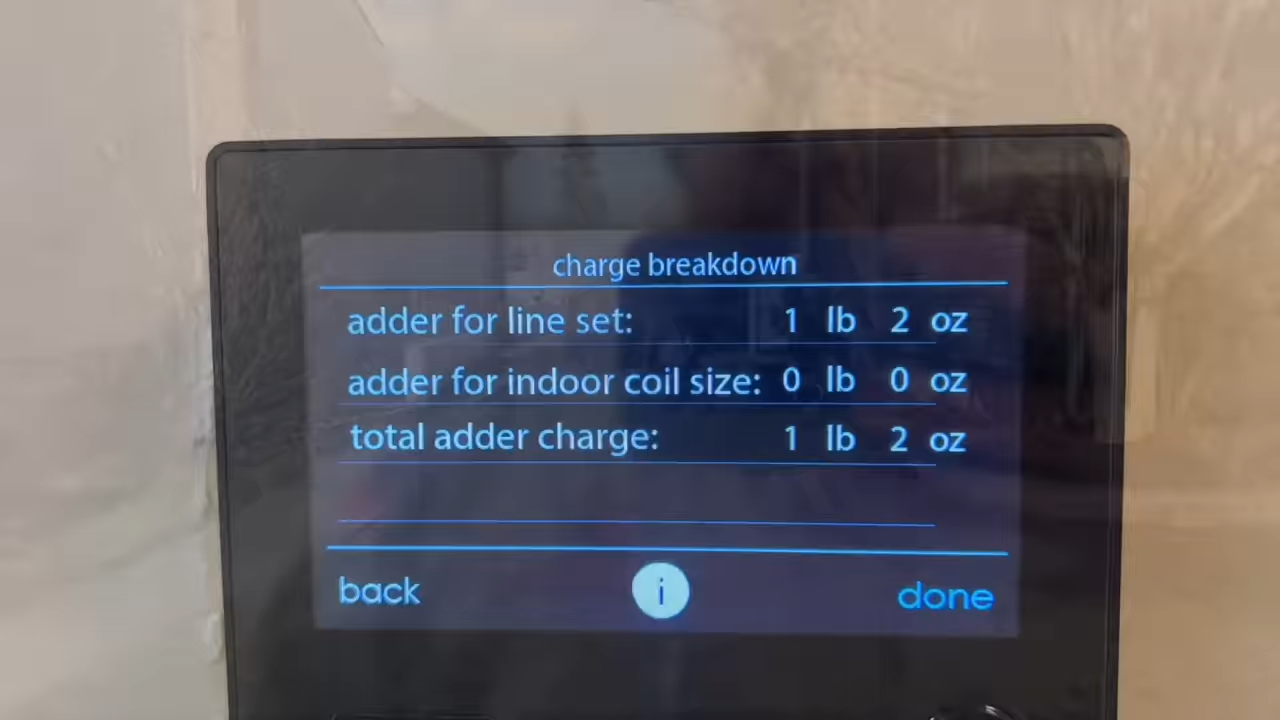 charge breakdown
adder for line set: 1 lb 2 oz
adder for indoor coil size: 0 lb 0 oz
total adder charge: 1 lb 2 oz
back i done